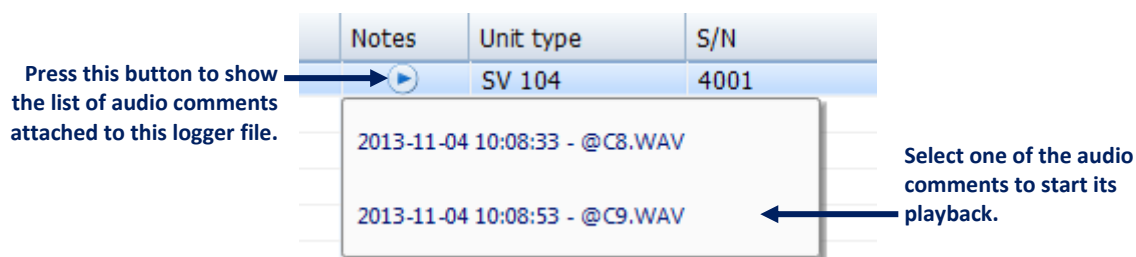 Notes Unit type S/N
Press this button to show
the list of audio comments
attached to this logger file.
SV 104 4001
2013-11-04 10:08:33 - @C8.WAV
2013-11-04 10:08:53 - @C9.WAV
Select one of the audio
comments to start its
playback.